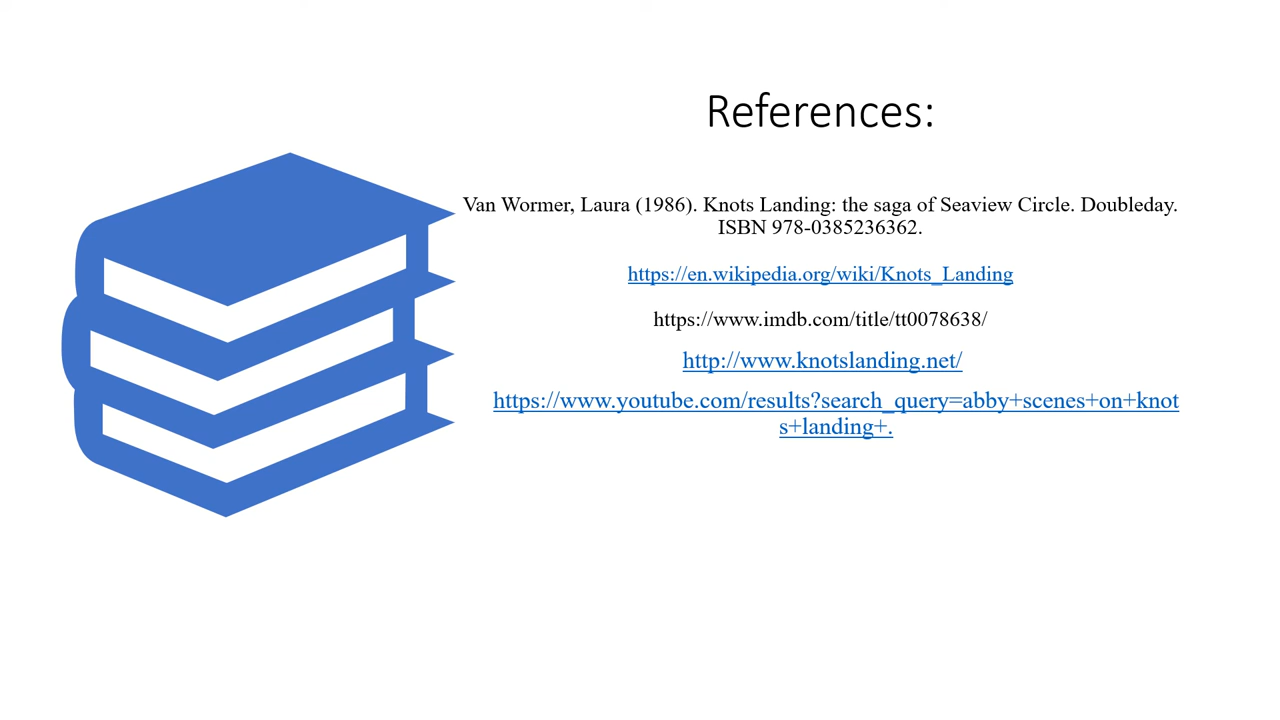 References:
Van Wormer, Laura (1986). Knots Landing: the saga of Seaview Circle. Doubleday.
ISBN 978-0385236362.
https://en.wikipedia.org/wiki/Knots_Landing
https://www.imdb.com/title/tt0078638/
http://www.knotslanding.net/
https://www.youtube.com/results?search_query=abby+scenes+on+knot
s+landing+.